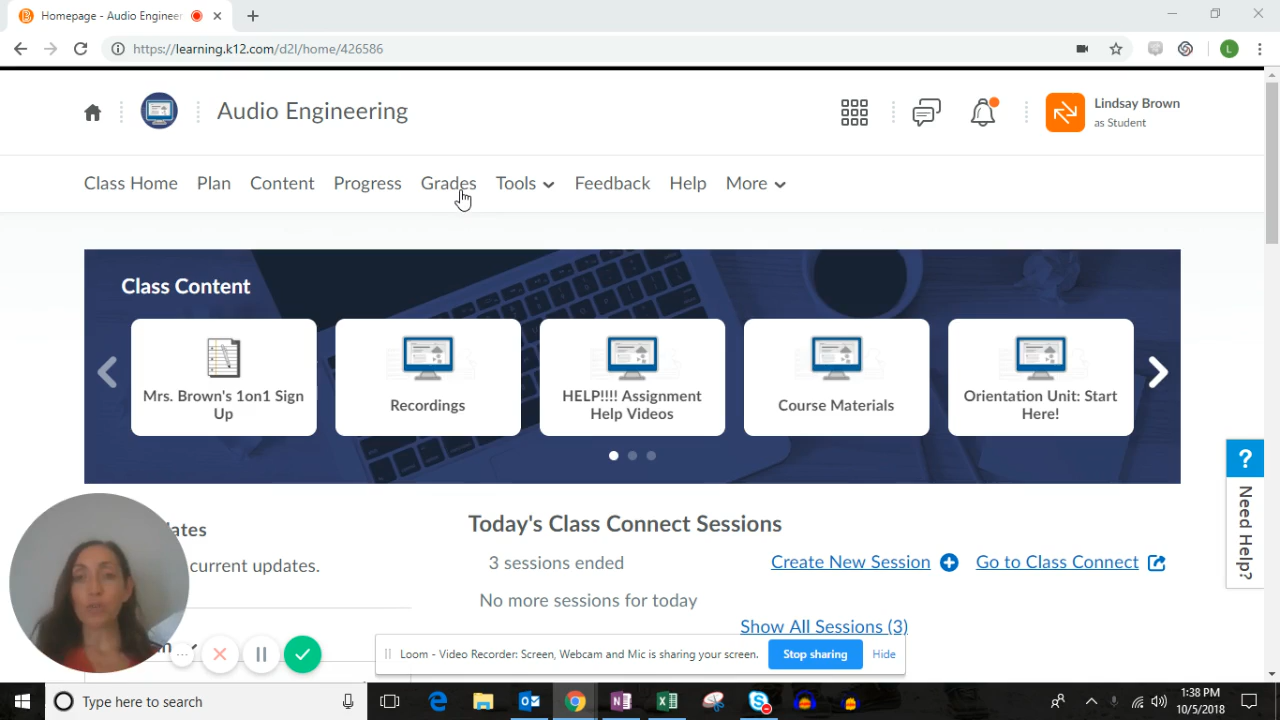 Homepage - Audio Engineer
https://learning.k12.com/d2l/home/426586
L
Audio Engineering
Lindsay Brown
as Student
Class Home Plan Content Progress Grades Tools Feedback Help More
Class Content
Mrs. Brown's 1on1 Sign
Up
Recordings
HELP!!!! Assignment
Help Videos
Course Materials
Orientation Unit: Start
Here!
? Need Help?
Today's Class Connect Sessions
3 sessions ended
Create New Session
Go to Class Connect
current updates.
No more sessions for today
Show All Sessions (3)
Loom - Video Recorder: Screen, Webcam and Mic is sharing your screen.
Stop sharing
Hide
Type here to search
1:38 PM
10/5/2018